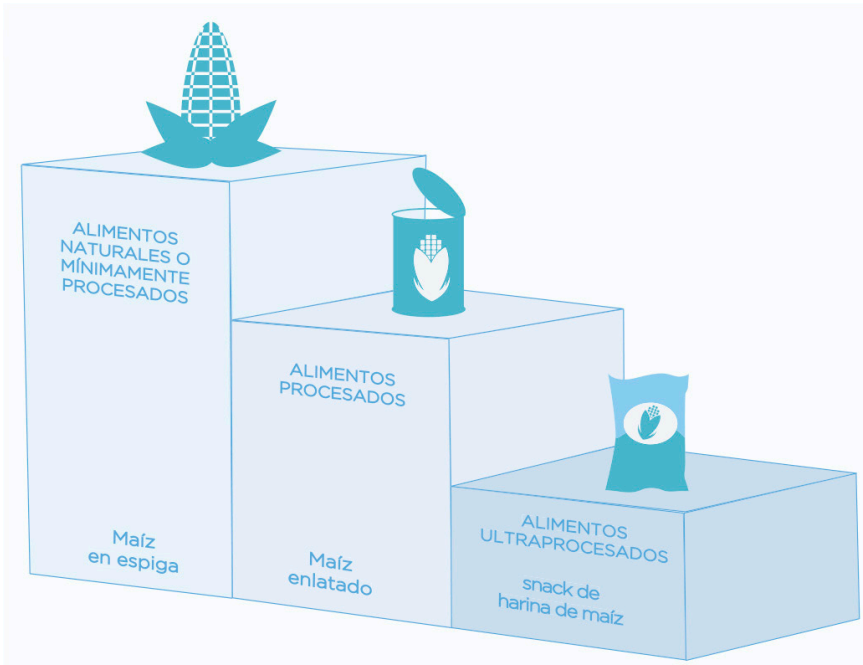 ALIMENTOS
NATURALES O
MÍNIMAMENTE
PROCESADOS
Maíz
en espiga
ALIMENTOS
PROCESADOS
Maíz
enlatado
ALIMENTOS
ULTRAPROCESADOS
snack de
harina de maíz